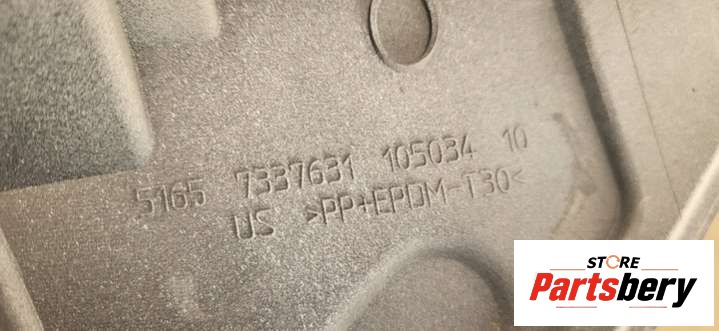 5165 7337631 105034 10
US >PP+EPDM-T30<
STORE
Partsbery